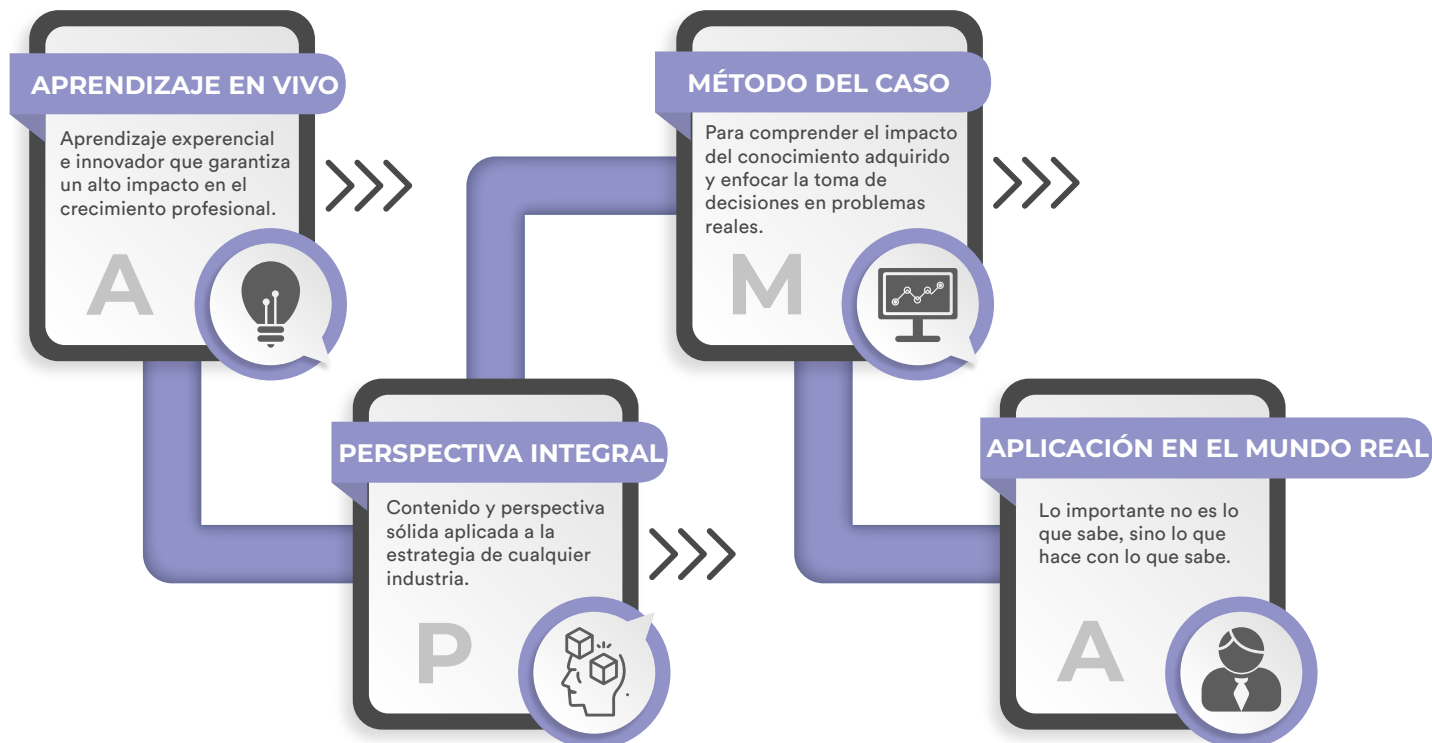 APRENDIZAJE EN VIVO
Aprendizaje experencial
e innovador que garantiza
un alto impacto en el
crecimiento profesional.
A
PERSPECTIVA INTEGRAL
Contenido y perspectiva
sólida aplicada a la
estrategia de cualquier
industria.
P
MÉTODO DEL CASO
Para comprender el impacto
del conocimiento adquirido
y enfocar la toma de
decisiones en problemas
reales.
M
APLICACIÓN EN EL MUNDO REAL
Lo importante no es lo
que sabe, sino lo que
hace con lo que sabe.
A